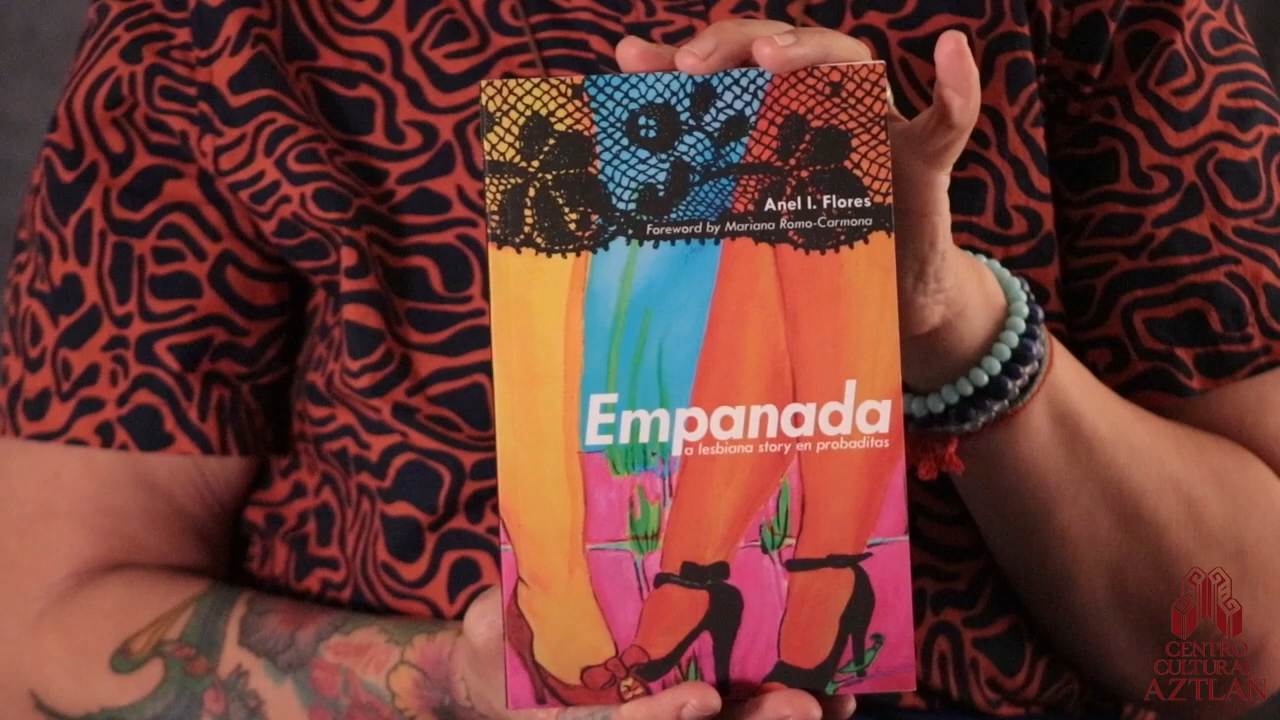 Anel I. Flores
Foreword by Mariana Romo-Carmona
Empanada
a lesbiana story en probaditas
CENTRO
CULTURAL
AZTLAN